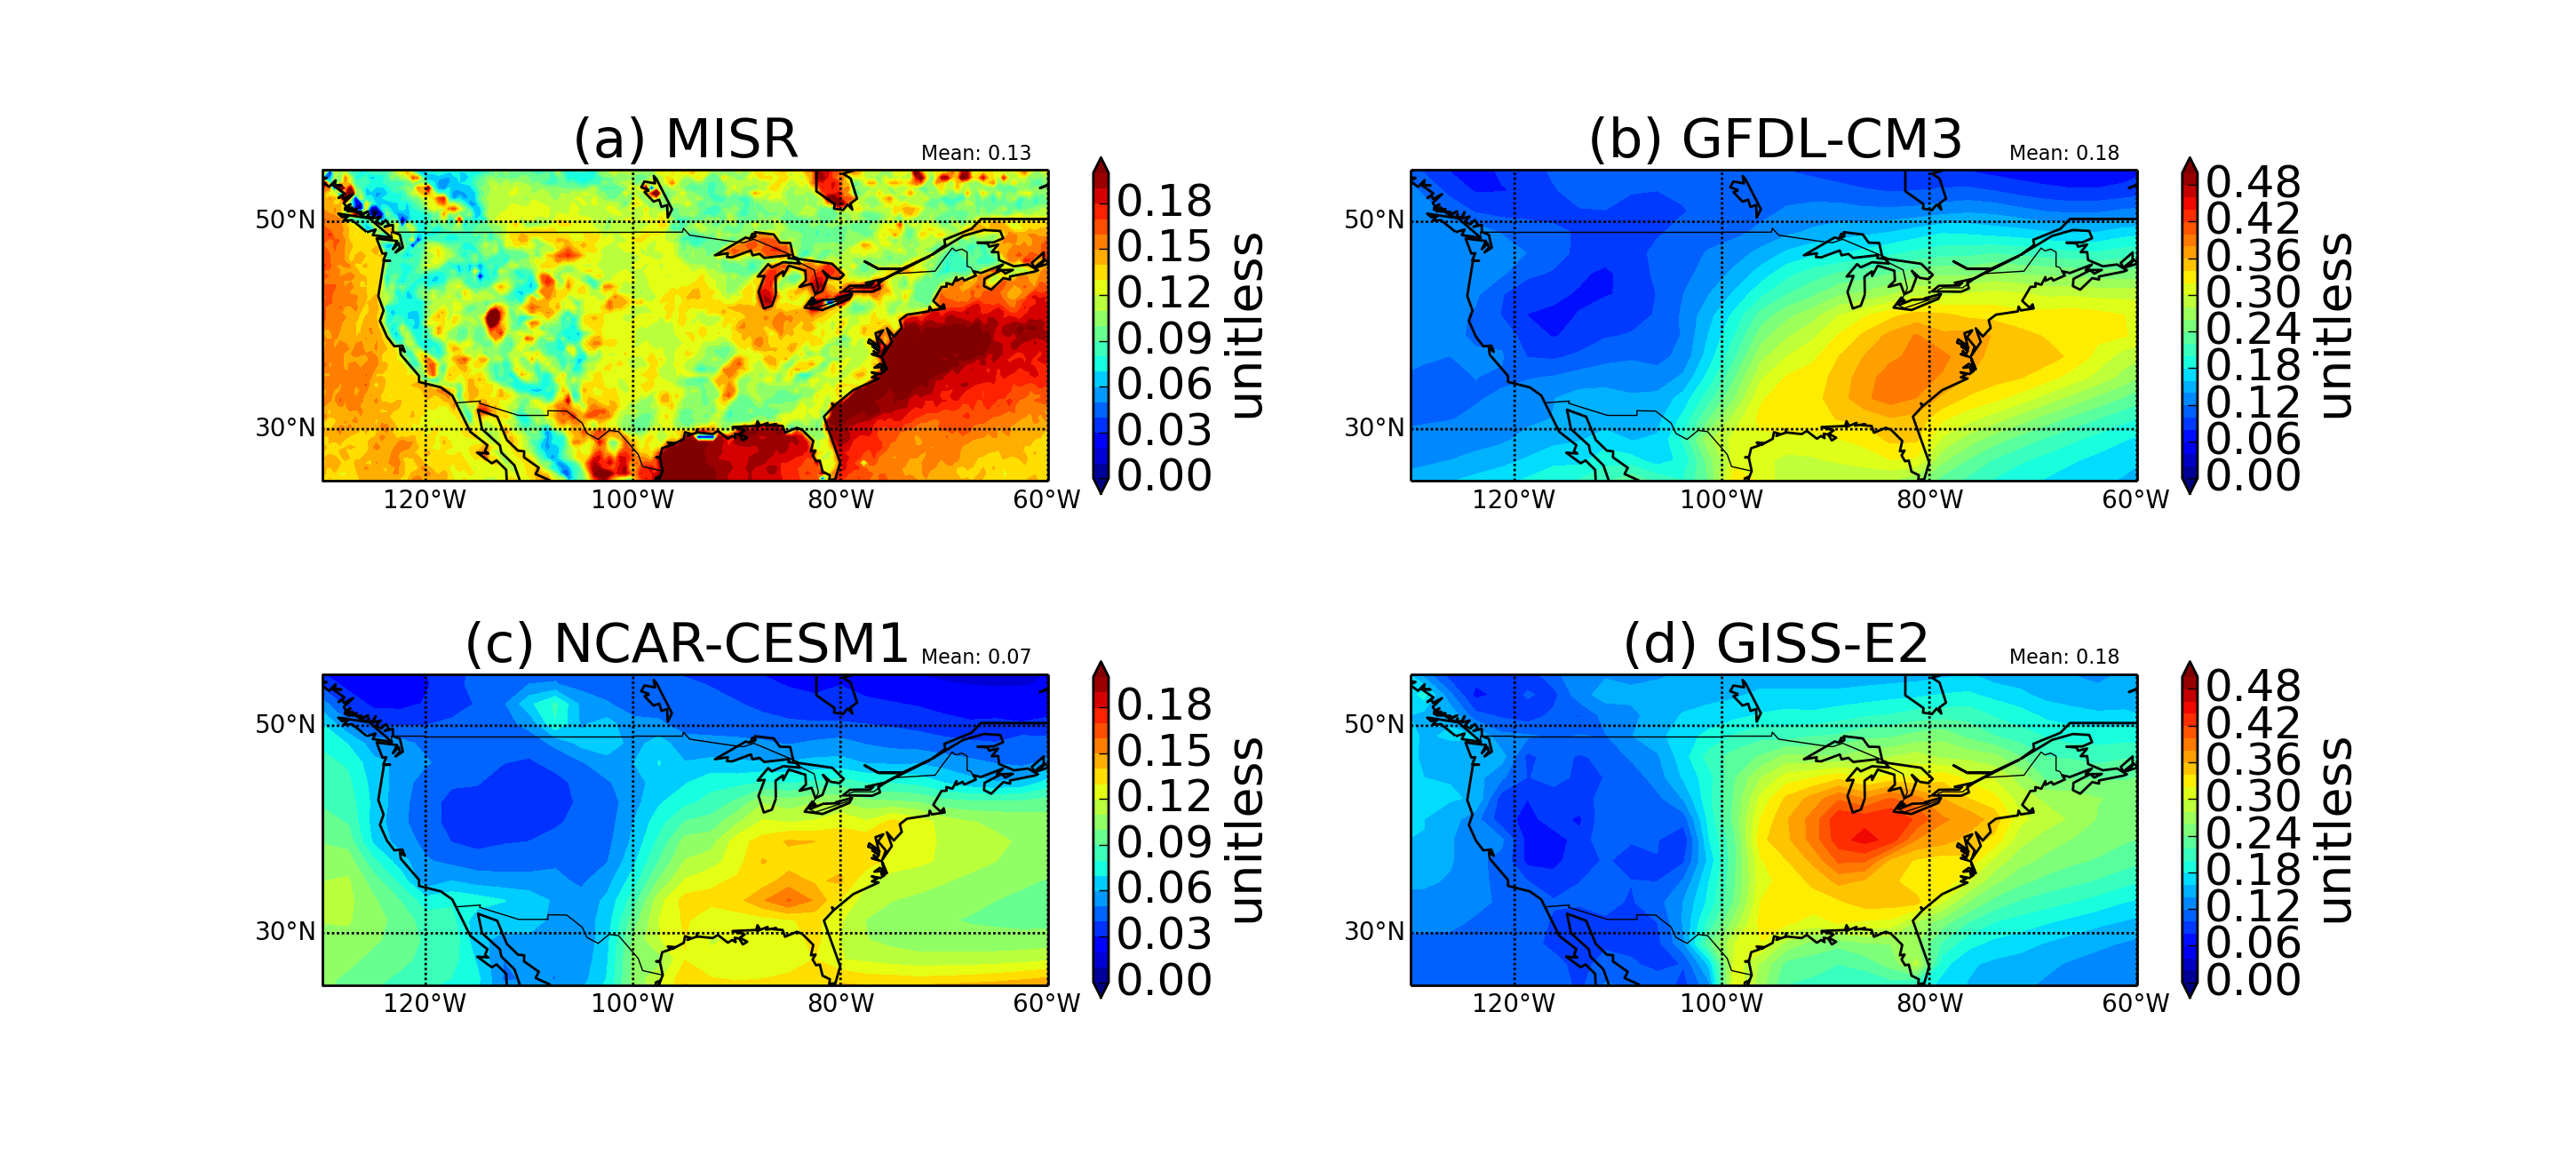 (a) MISR
Mean: 0.13
50°N
30°N
120°W 100°W 80°W 60°W
0.18
0.15
0.12
0.09
0.06
0.03
0.00
unitless
(b) GFDL-CM3
Mean: 0.18
50°N
30°N
120°W 100°W 80°W 60°W
0.48
0.42
0.36
0.30
0.24
0.18
0.12
0.06
0.00
unitless
(c) NCAR-CESM1
Mean: 0.07
50°N
30°N
120°W 100°W 80°W 60°W
0.18
0.15
0.12
0.09
0.06
0.03
0.00
unitless
(d) GISS-E2
Mean: 0.18
50°N
30°N
120°W 100°W 80°W 60°W
0.48
0.42
0.36
0.30
0.24
0.18
0.12
0.06
0.00
unitless